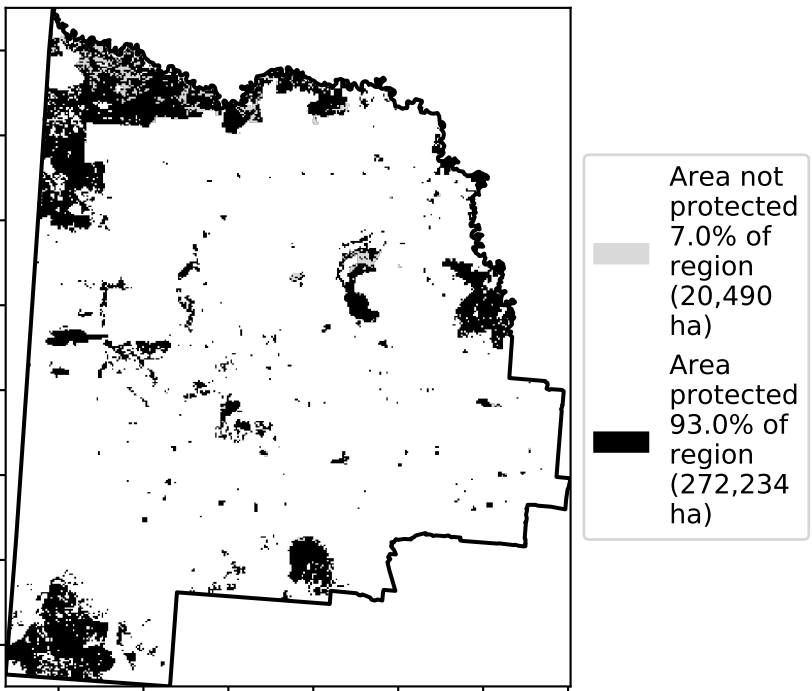 Area not
protected
7.0% of
region
(20,490
ha)
Area
protected
93.0% of
region
(272,234
ha)